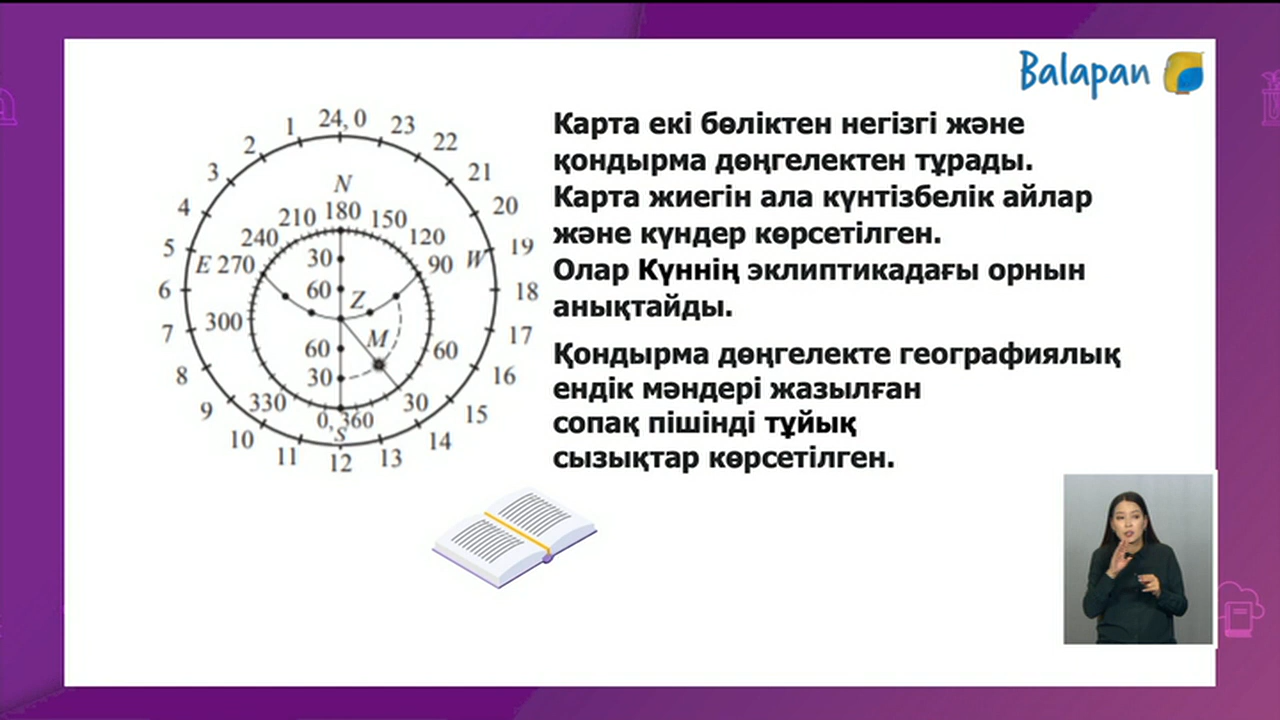 Balapan
Карта екі бөліктен негізгі және
қондырма дөңгелектен тұрады.
Карта жиегін ала күнтізбелік айлар
және күндер көрсетілген.
Олар Күннің эклиптикадағы орнын
анықтайды.
Қондырма дөңгелекте географиялық
ендік мәндері жазылған
сопақ пішінді тұйық
сызықтар көрсетілген.
24, 0
1
23
2
22
3
21
4
20
5
19
6
18
7
17
8
16
9
15
10
14
11
13
12
N
210
180
150
240
120
E
270
30
90
W
60
Z
300
M
60
60
30
330
30
0, 360
S